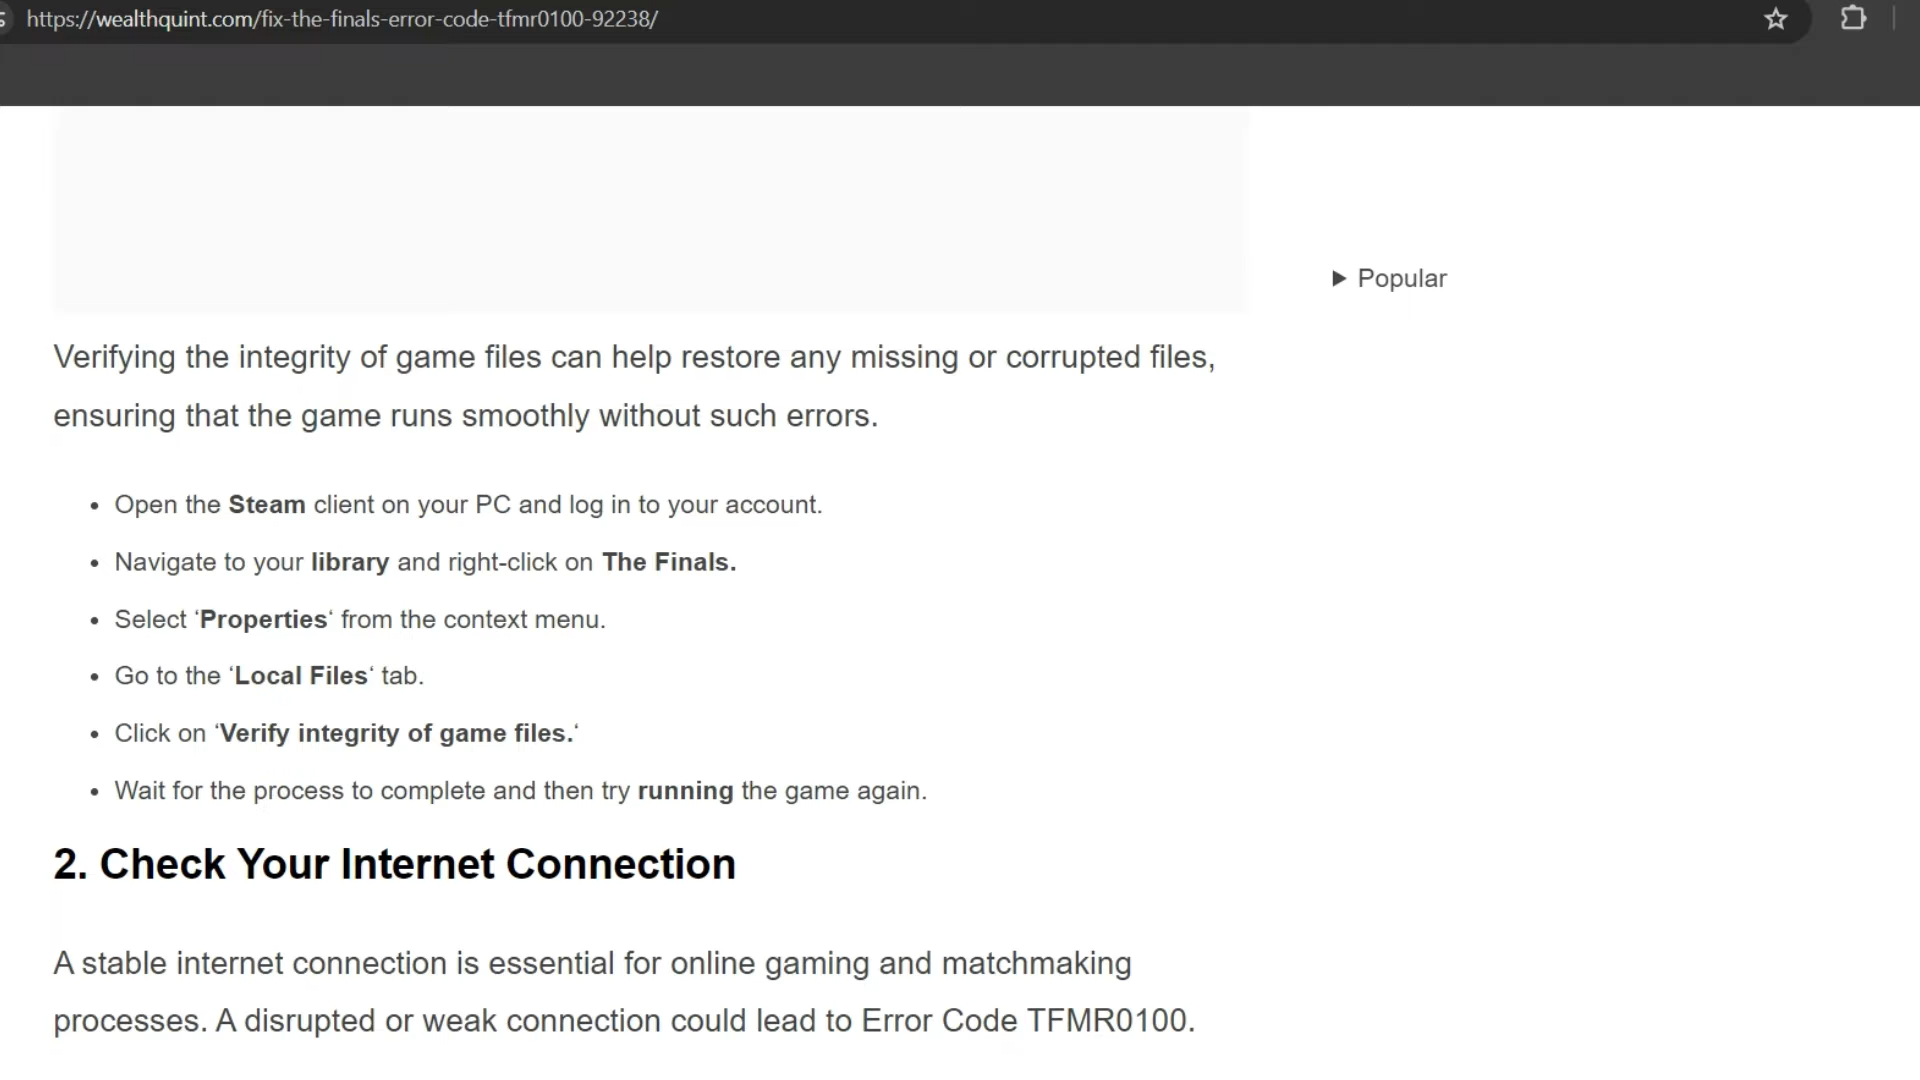 https://wealthquint.com/fix-the-finals-error-code-tfmr0100-92238/
Popular
Verifying the integrity of game files can help restore any missing or corrupted files,
ensuring that the game runs smoothly without such errors.
• Open the Steam client on your PC and log in to your account.
• Navigate to your library and right-click on The Finals.
• Select ‘Properties‘ from the context menu.
• Go to the ‘Local Files‘ tab.
• Click on ‘Verify integrity of game files.‘
• Wait for the process to complete and then try running the game again.
2. Check Your Internet Connection
A stable internet connection is essential for online gaming and matchmaking
processes. A disrupted or weak connection could lead to Error Code TFMR0100.